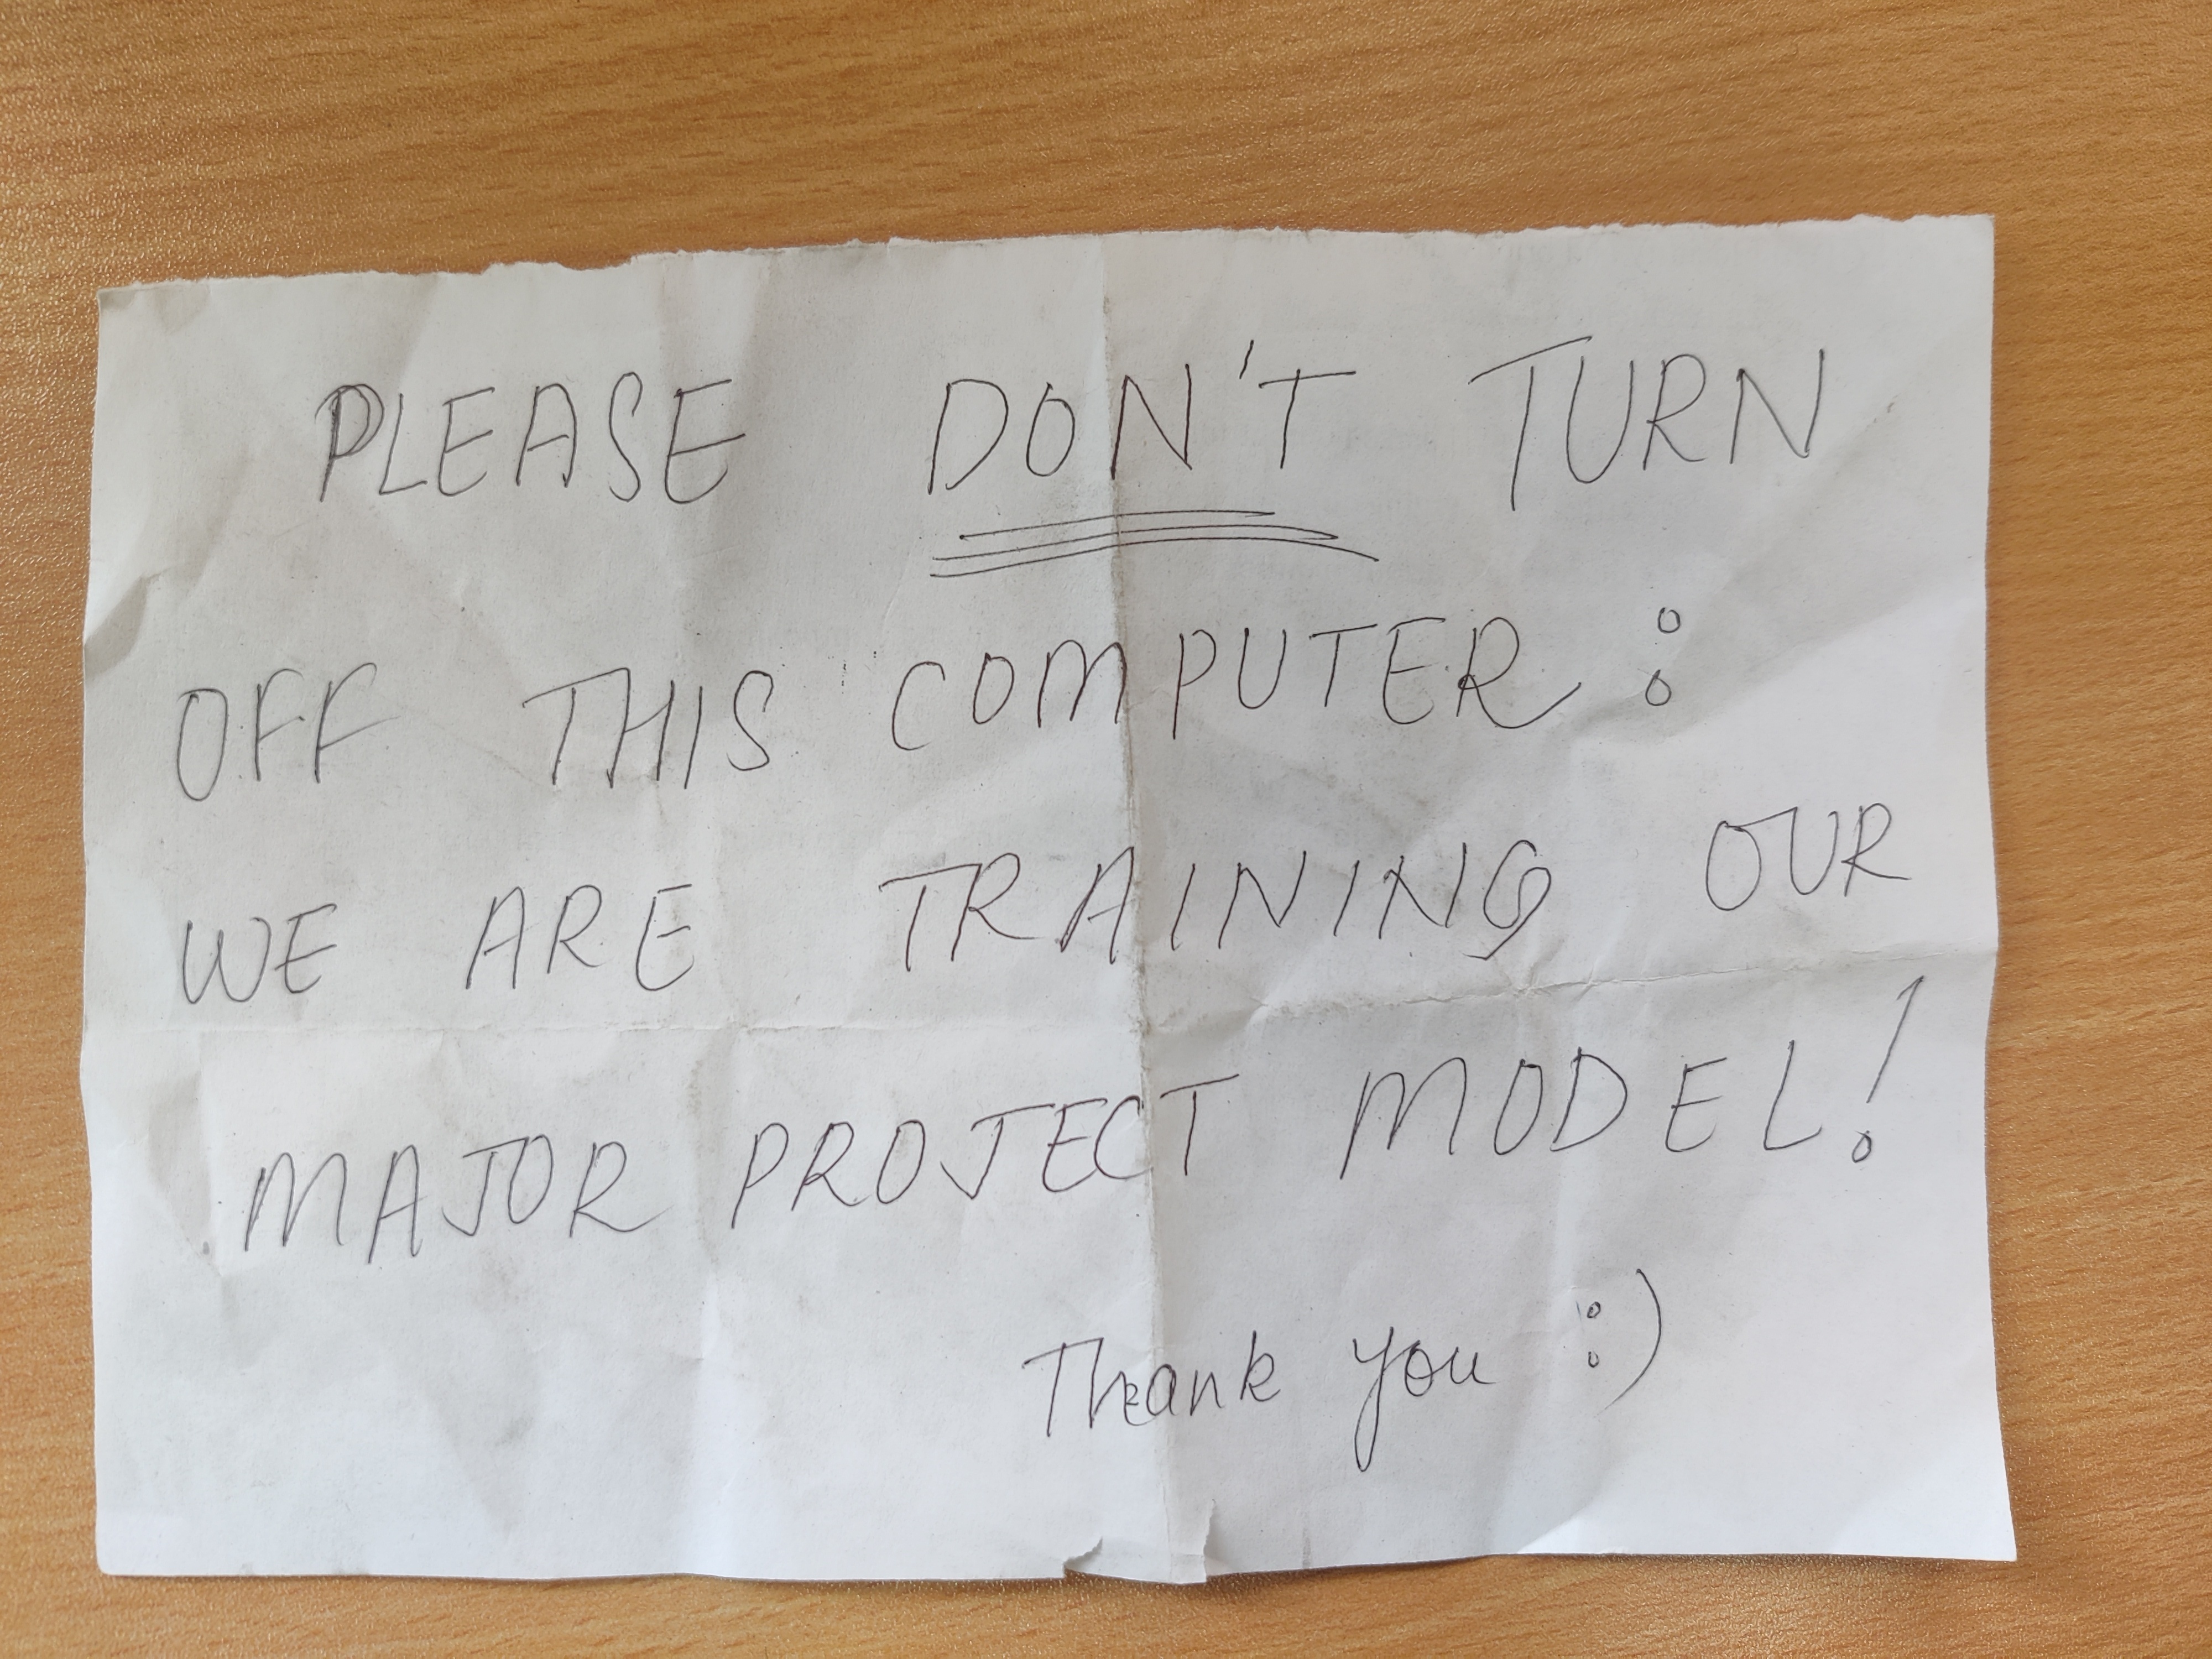 PLEASE DON'T TURN
OFF THIS COMPUTER :
WE ARE TRAINING OUR
MAJOR PROJECT MODEL!
Thank you :)